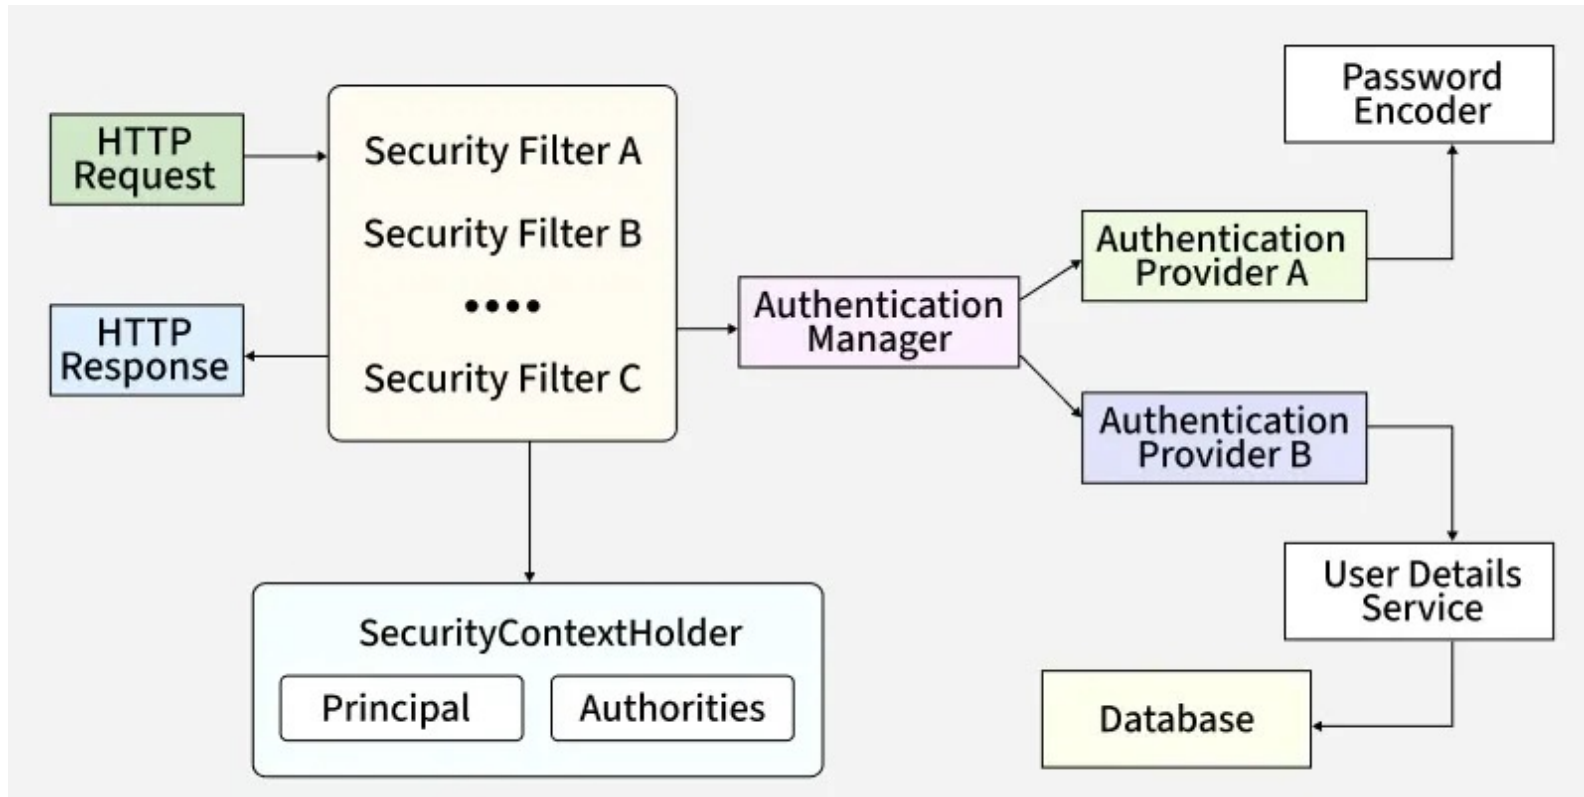 HTTP
Request
HTTP
Response
Security Filter A
Security Filter B
••••
Security Filter C
SecurityContextHolder
Principal
Authorities
Authentication
Manager
Authentication
Provider A
Authentication
Provider B
Password
Encoder
User Details
Service
Database